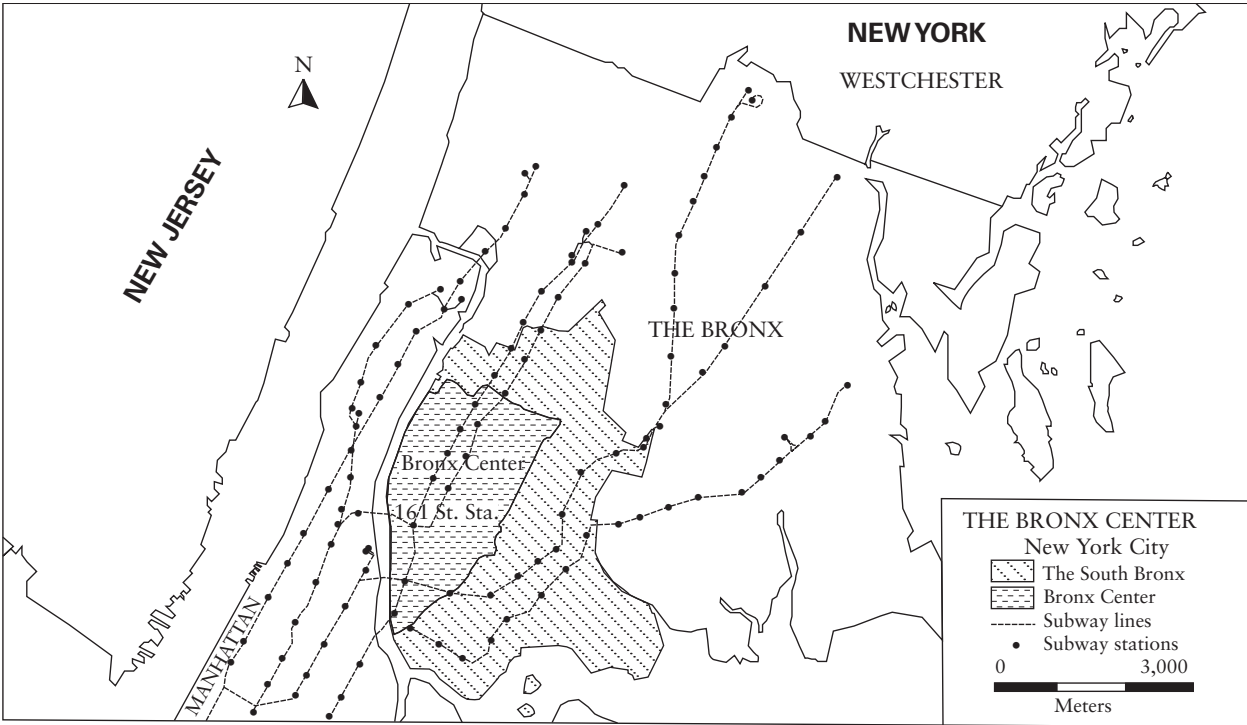 NEW YORK
WESTCHESTER
N
NEW JERSEY
THE BRONX
Bronx Center
161 St. Sta.
MANHATTAN
THE BRONX CENTER
New York City
The South Bronx
Bronx Center
Subway lines
Subway stations
0 3,000
Meters